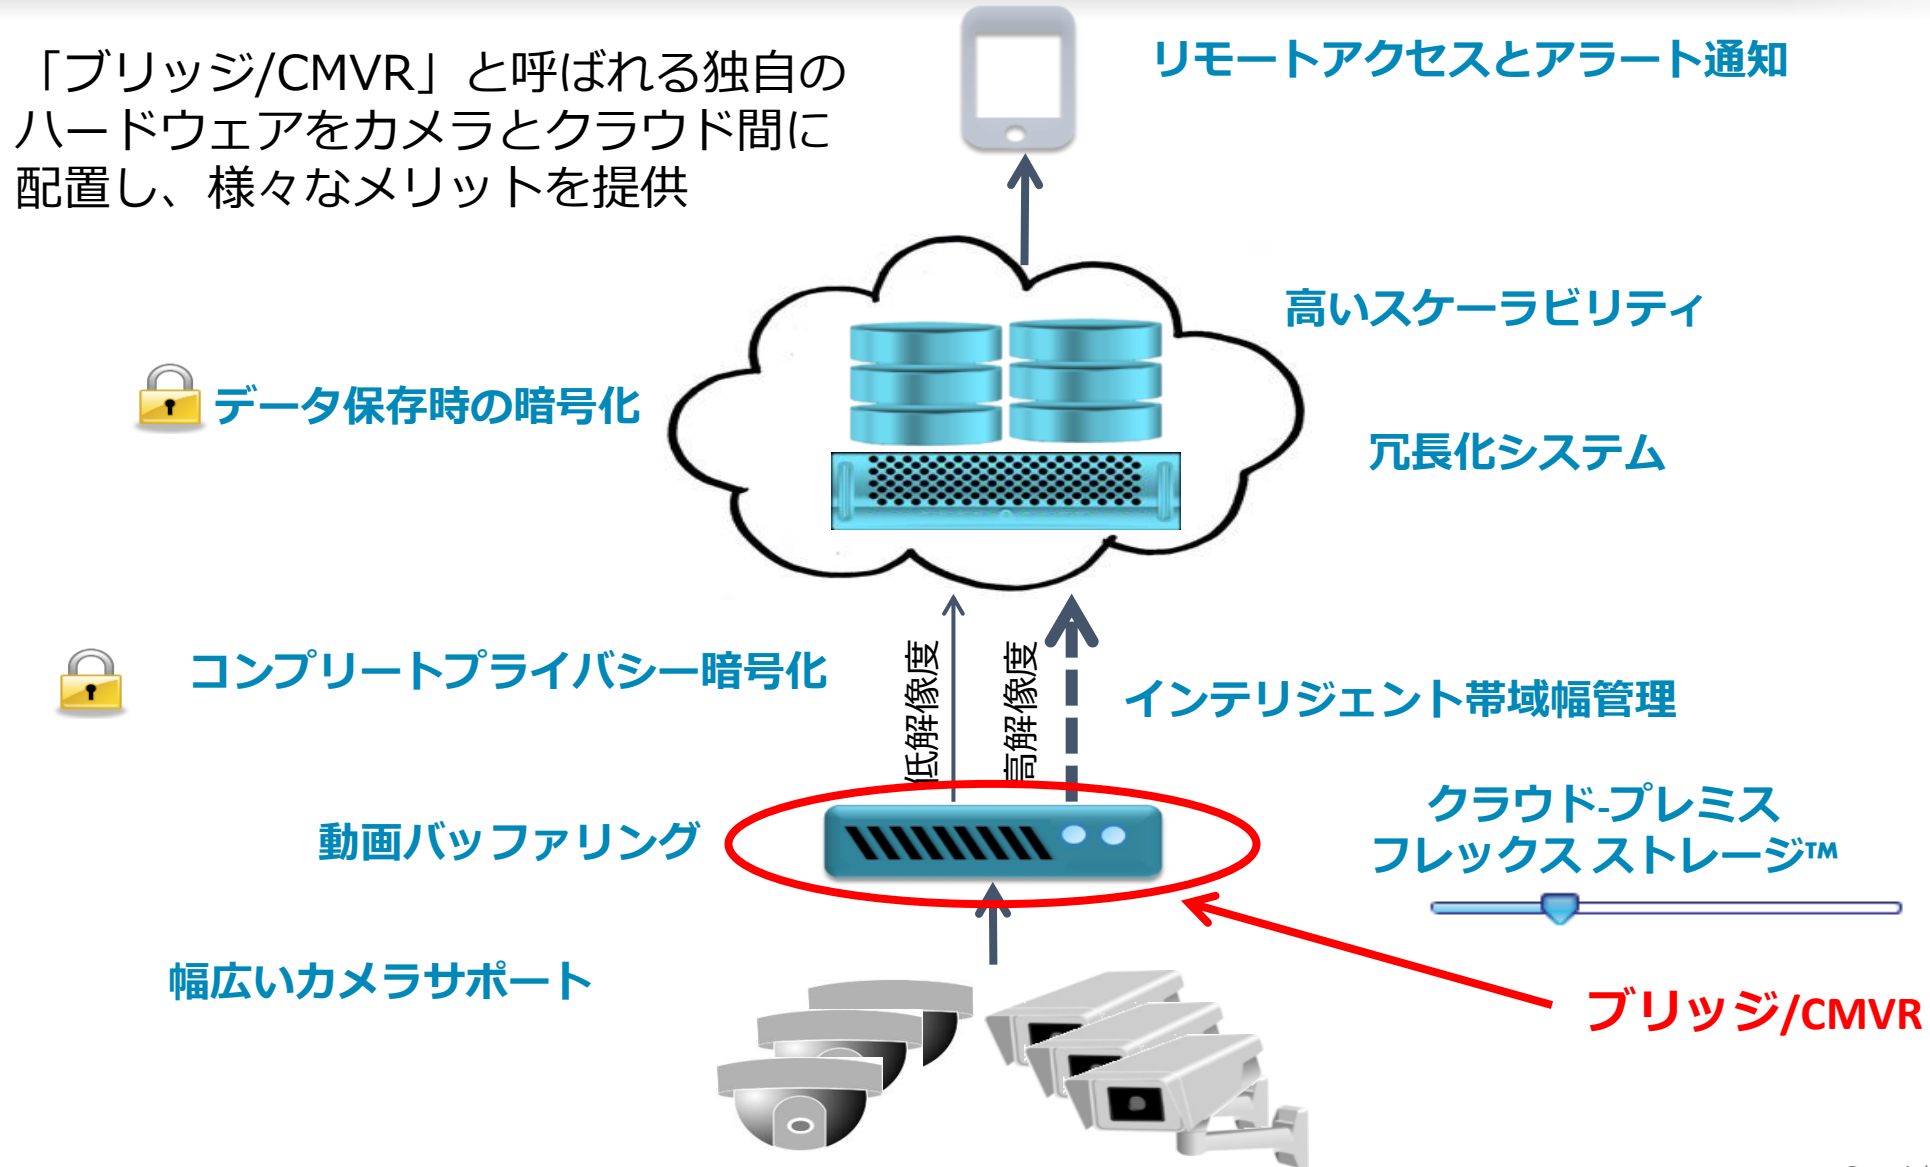 「ブリッジ/CMVR」と呼ばれる独自の
ハードウェアをカメラとクラウド間に
配置し、様々なメリットを提供
リモートアクセスとアラート通知
高いスケーラビリティ
データ保存時の暗号化
冗長化システム
コンプリートプライバシー暗号化
低解像度
高解像度
インテリジェント帯域幅管理
クラウド-プレミス
フレックス ストレージ™
動画バッファリング
幅広いカメラサポート
ブリッジ/CMVR